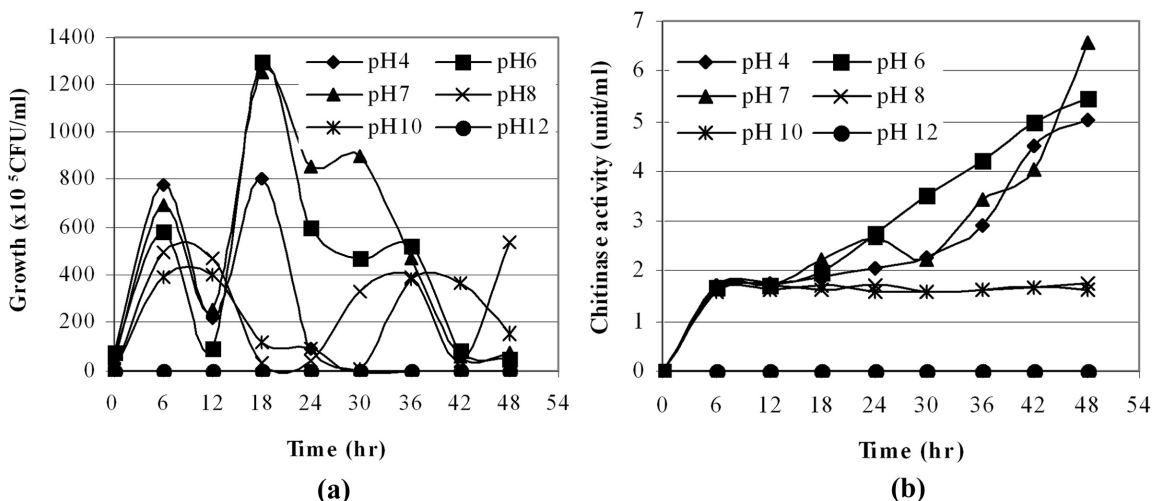 1400
1200
1000
800
600
400
200
0
Growth (x10 ⁵CFU/ml)
pH4
pH6
pH7
pH8
pH10
pH12
0 6 12 18 24 30 36 42 48 54
Time (hr)
(a)
7
6
5
4
3
2
1
0
Chitinase activity (unit/ml)
pH 4
pH 6
pH 7
pH 8
pH 10
pH 12
0 6 12 18 24 30 36 42 48 54
Time (hr)
(b)